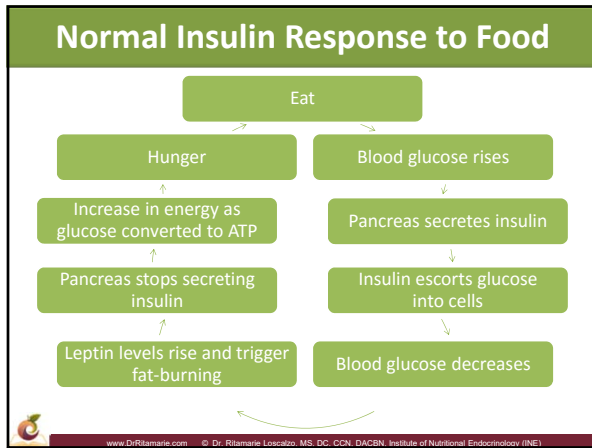 Normal Insulin Response to Food
Eat
Hunger
Blood glucose rises
Increase in energy as
glucose converted to ATP
Pancreas secretes insulin
Pancreas stops secreting
insulin
Insulin escorts glucose
into cells
Leptin levels rise and trigger
fat-burning
Blood glucose decreases
www.DrRitamarie.com © Dr. Ritamarie Loscalzo, MS, DC, CCN, DACBN, Institute of Nutritional Endocrinology (INE)